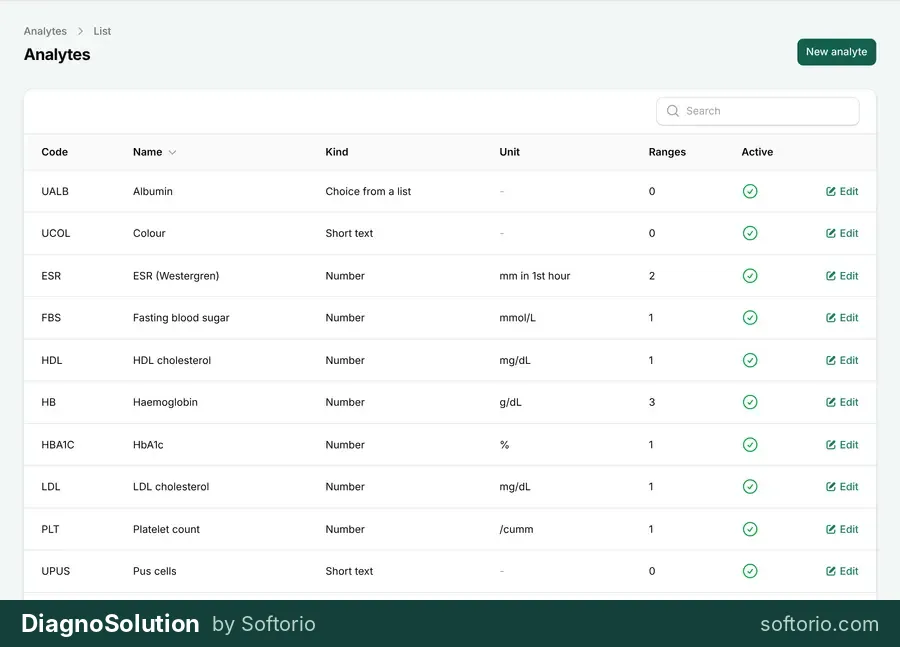 Analytes > List
Analytes
New analyte
Search
Code Name Kind Unit Ranges Active
UALB Albumin Choice from a list - 0 Edit
UCOL Colour Short text - 0 Edit
ESR ESR (Westergren) Number mm in 1st hour 2 Edit
FBS Fasting blood sugar Number mmol/L 1 Edit
HDL HDL cholesterol Number mg/dL 1 Edit
HB Haemoglobin Number g/dL 3 Edit
HBA1C HbA1c Number % 1 Edit
LDL LDL cholesterol Number mg/dL 1 Edit
PLT Platelet count Number /cumm 1 Edit
UPUS Pus cells Short text - 0 Edit
DiagnoSolution by Softorio softorio.com